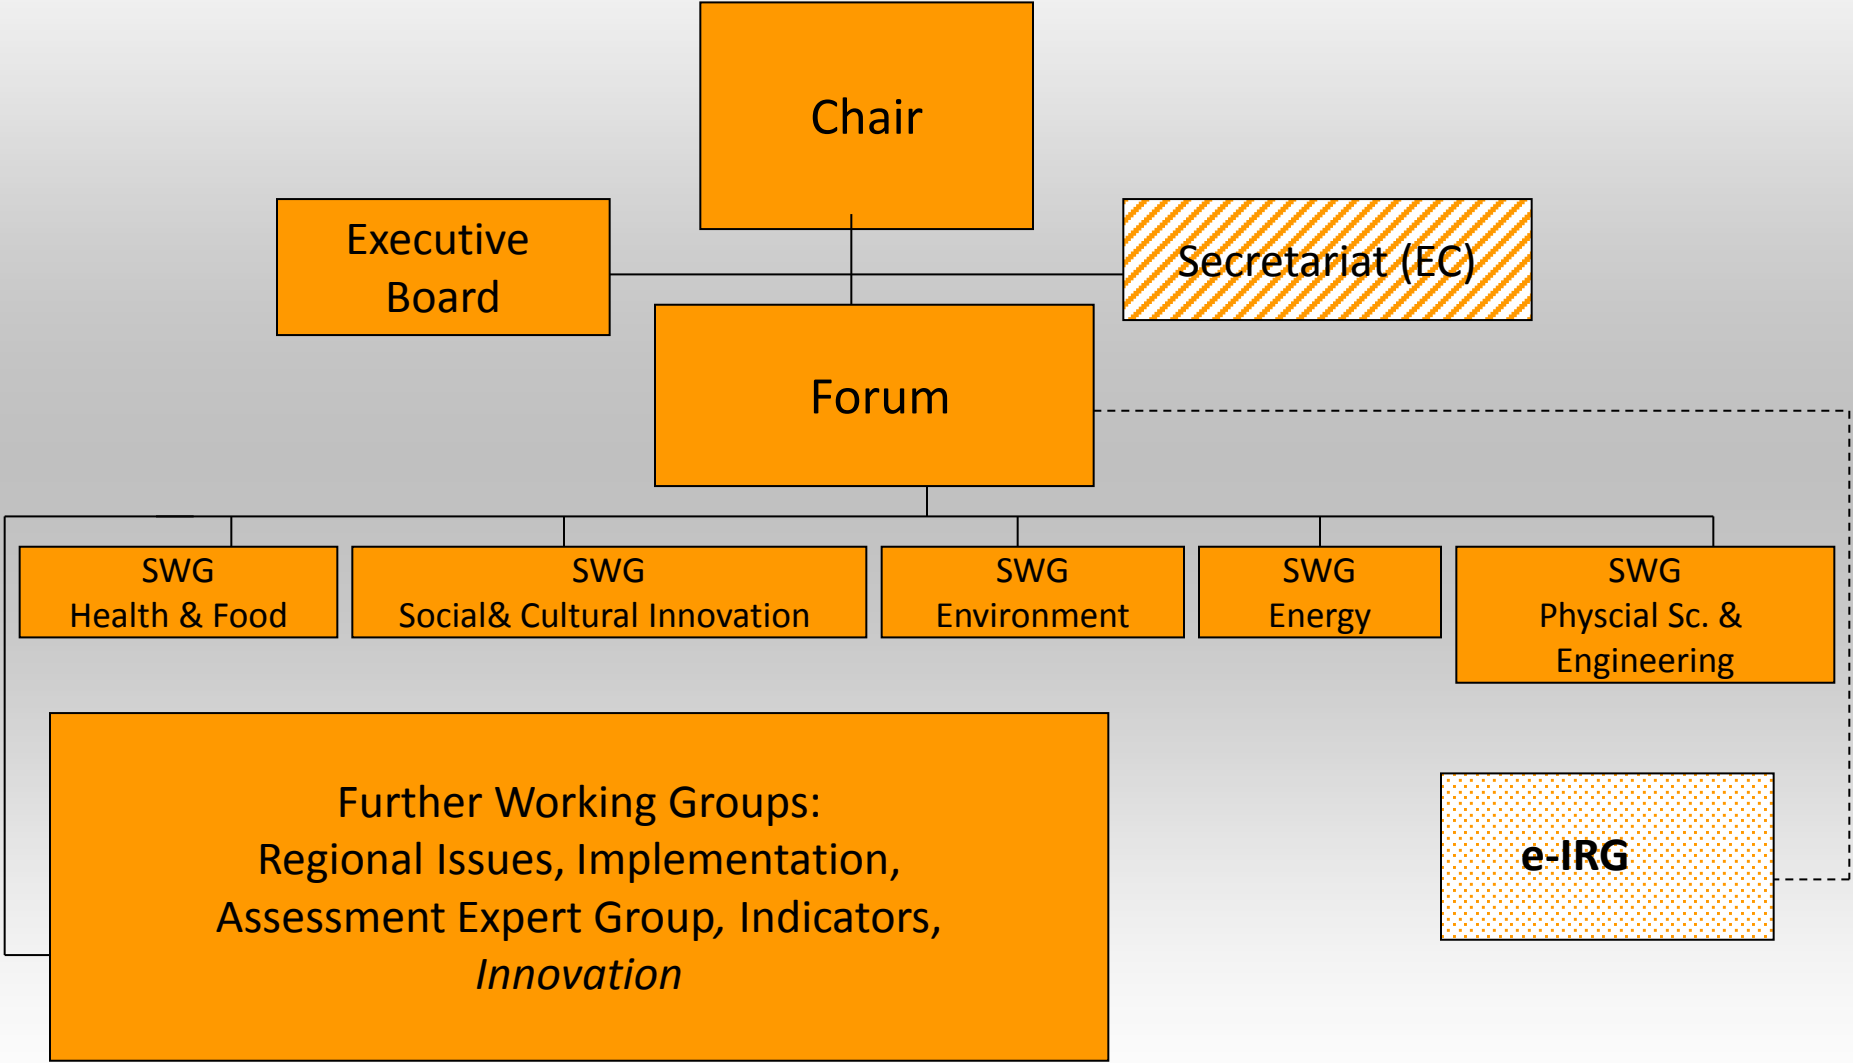 Chair
Executive
Board
Secretariat (EC)
Forum
SWG
Health & Food
SWG
Social& Cultural Innovation
SWG
Environment
SWG
Energy
SWG
Physcial Sc. &
Engineering
Further Working Groups:
Regional Issues, Implementation,
Assessment Expert Group, Indicators,
Innovation
e-IRG